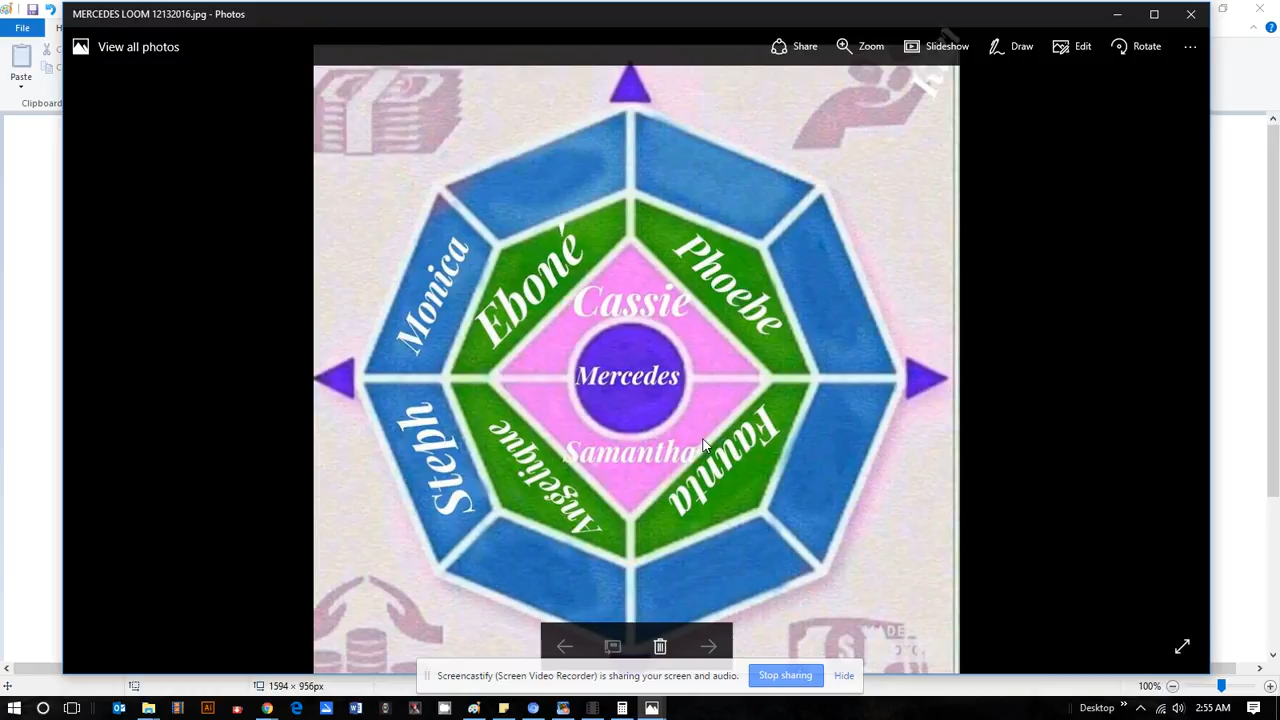 File
Paste
Clipboard
MERCEDES LOOM 12132016.jpg - Photos
View all photos
Share
Zoom
Slideshow
Draw
Edit
Rotate
Monica
Eboné
Phoebe
Cassie
Mercedes
Steph
Angelique
Samantha
Faunta
Screencastify (Screen Video Recorder) is sharing your screen and audio.
Stop sharing
Hide
1594 × 956px
100%
Desktop
2:55 AM